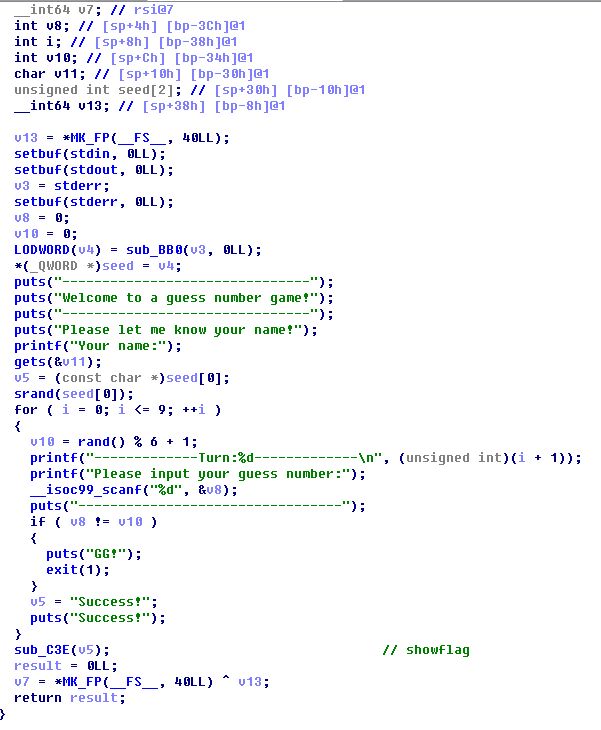 __int64 v7; // rsi@7
int v8; // [sp+4h] [bp-3Ch]@1
int i; // [sp+8h] [bp-38h]@1
int v10; // [sp+Ch] [bp-34h]@1
char v11; // [sp+10h] [bp-30h]@1
unsigned int seed[2]; // [sp+30h] [bp-10h]@1
__int64 v13; // [sp+38h] [bp-8h]@1
v13 = *MK_FP(__FS__, 40LL);
setbuf(stdin, 0LL);
setbuf(stdout, 0LL);
v3 = stderr;
setbuf(stderr, 0LL);
v8 = 0;
v10 = 0;
LODWORD(v4) = sub_BB0(v3, 0LL);
*(_QWORD *)seed = v4;
puts("-------------------------------");
puts("Welcome to a guess number game!");
puts("-------------------------------");
puts("Please let me know your name!");
printf("Your name:");
gets(&v11);
v5 = (const char *)seed[0];
srand(seed[0]);
for ( i = 0; i <= 9; ++i )
{
v10 = rand() % 6 + 1;
printf("-------------Turn:%d-------------\n", (unsigned int)(i + 1));
printf("Please input your guess number:");
__isoc99_scanf("%d", &v8);
puts("---------------------------------");
if ( v8 != v10 )
{
puts("GG!");
exit(1);
}
v5 = "Success!";
puts("Success!");
}
sub_C3E(v5); // showflag
result = 0LL;
v7 = *MK_FP(__FS__, 40LL) ^ v13;
return result;
}